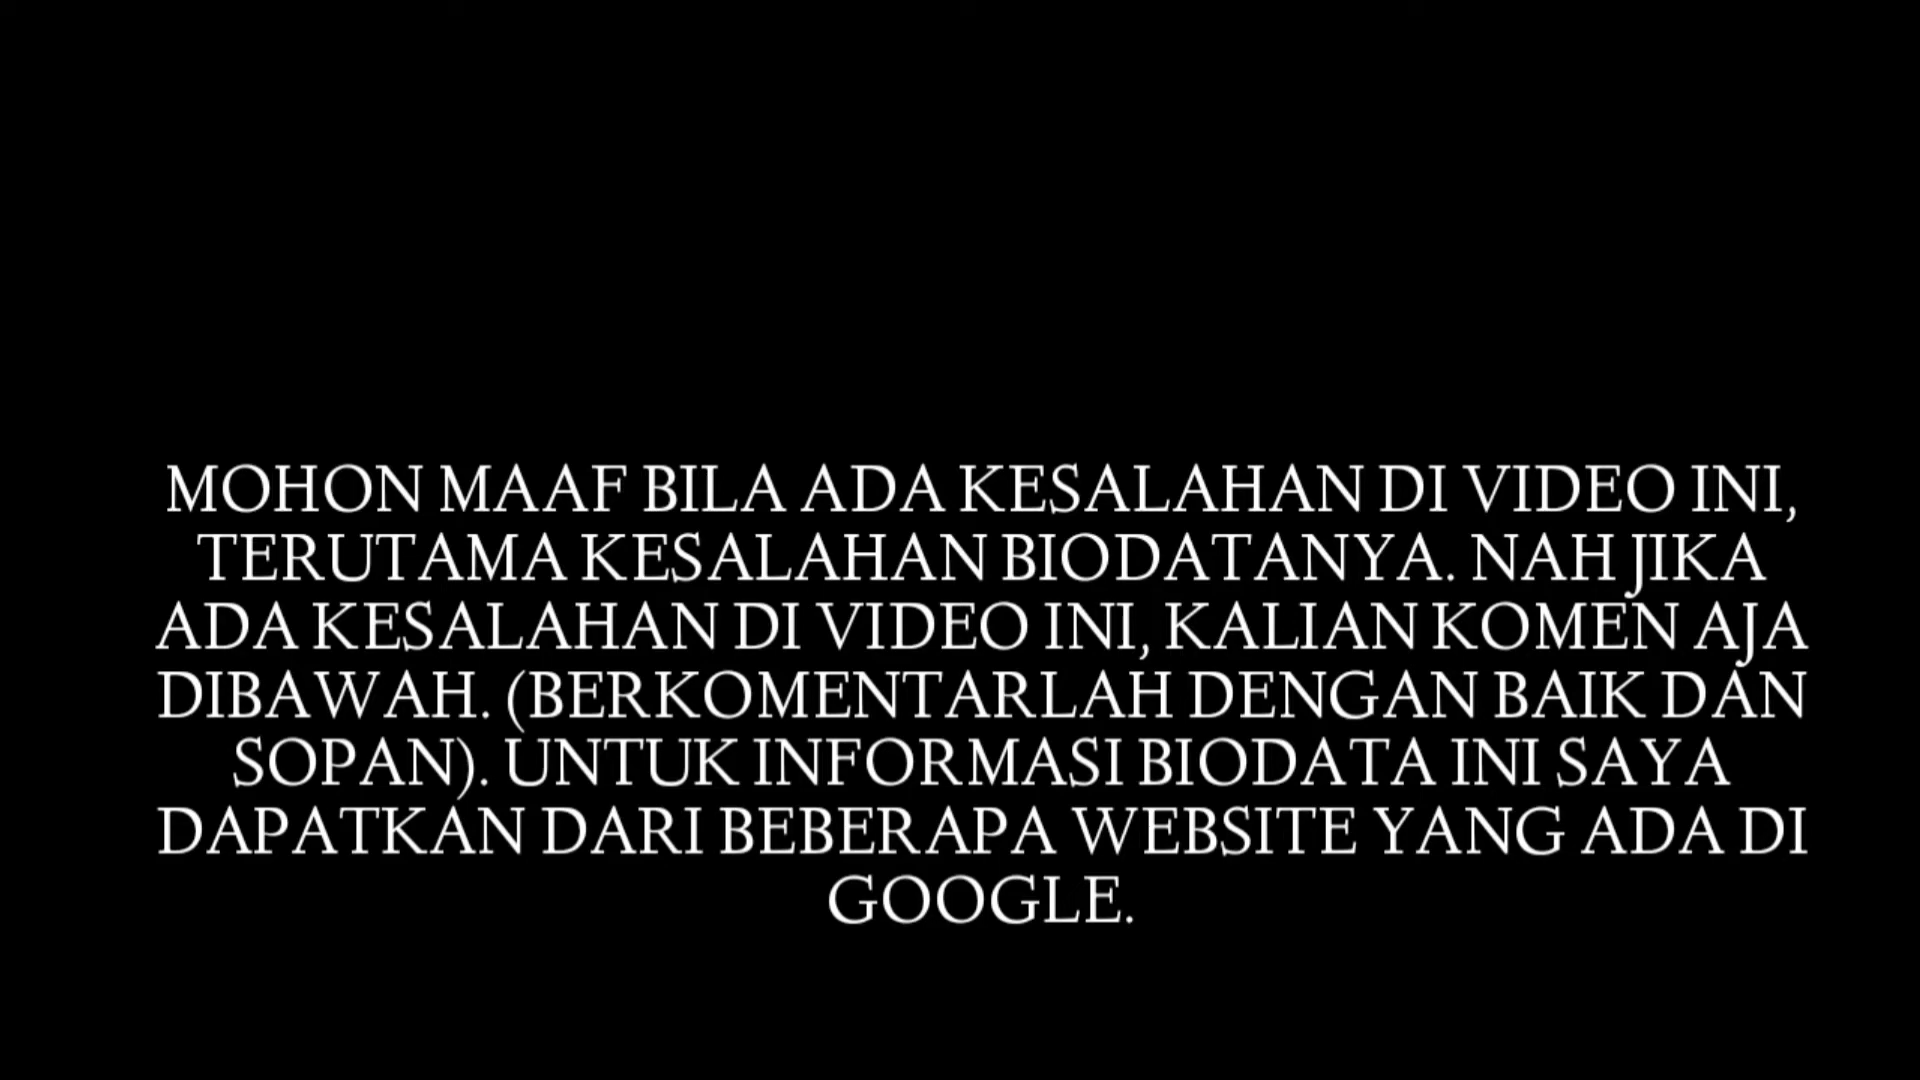 MOHON MAAF BILA ADA KESALAHAN DI VIDEO INI,
TERUTAMA KESALAHAN BIODATANYA. NAH JIKA
ADA KESALAHAN DI VIDEO INI, KALIAN KOMEN AJA
DIBAWAH. (BERKOMENTARLAH DENGAN BAIK DAN
SOPAN). UNTUK INFORMASI BIODATA INI SAYA
DAPATKAN DARI BEBERAPA WEBSITE YANG ADA DI
GOOGLE.